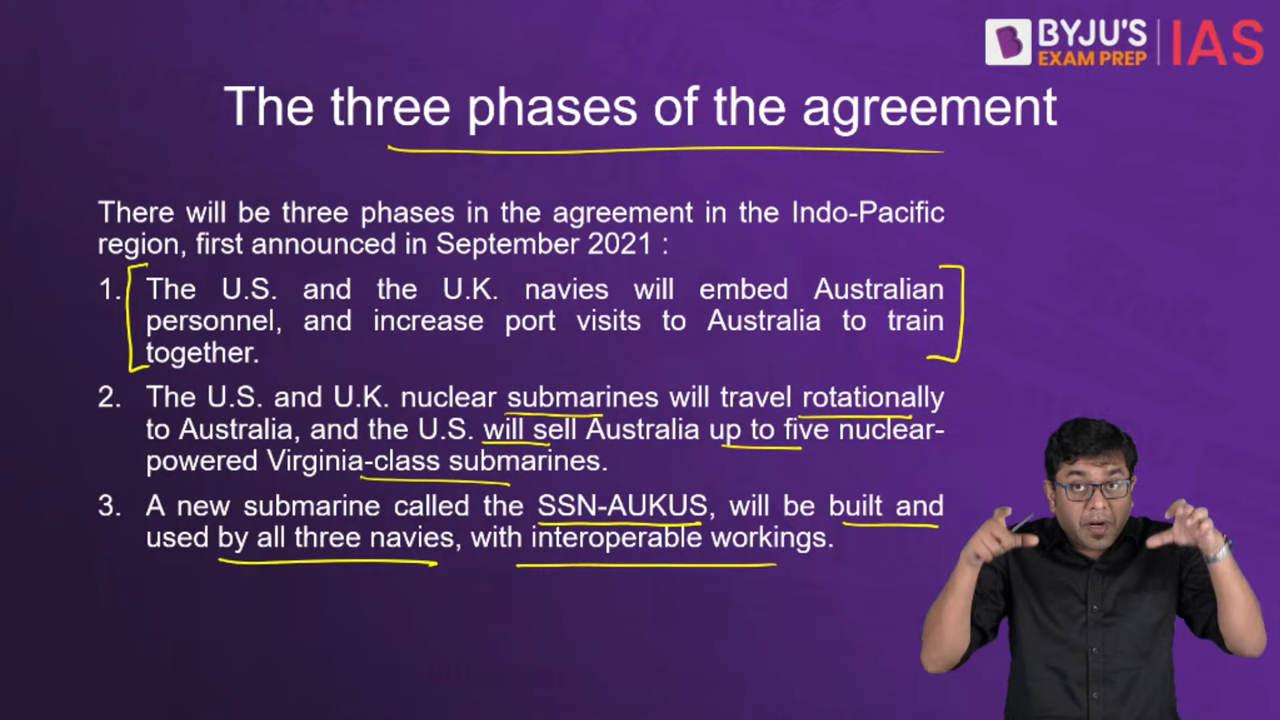 BYJU'S
EXAM PREP
IAS
The three phases of the agreement
There will be three phases in the agreement in the Indo-Pacific
region, first announced in September 2021 :
1. The U.S. and the U.K. navies will embed Australian
personnel, and increase port visits to Australia to train
together.
2. The U.S. and U.K. nuclear submarines will travel rotationally
to Australia, and the U.S. will sell Australia up to five nuclear-
powered Virginia-class submarines.
3. A new submarine called the SSN-AUKUS, will be built and
used by all three navies, with interoperable workings.